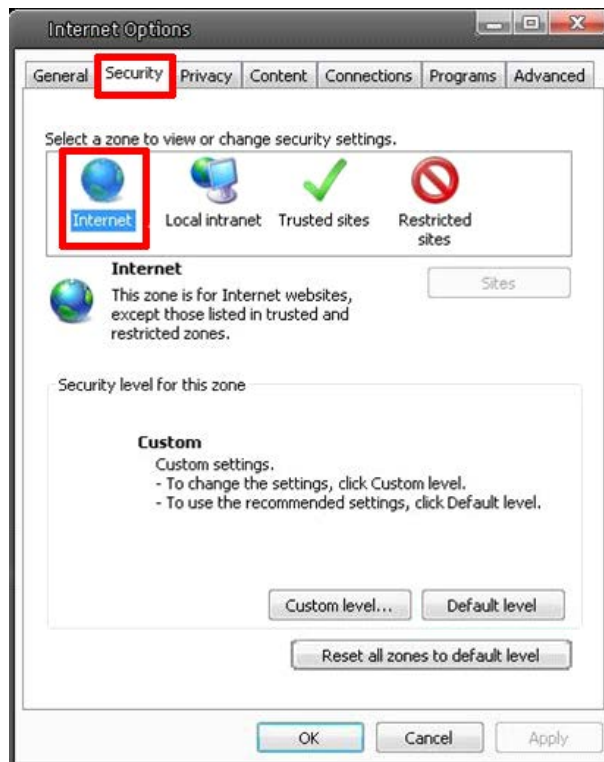 Internet Options
General Security Privacy Content Connections Programs Advanced
Select a zone to view or change security settings.
Internet Local intranet Trusted sites Restricted sites
Internet
This zone is for Internet websites,
except those listed in trusted and
restricted zones.
Sites
Security level for this zone
Custom
Custom settings.
- To change the settings, click Custom level.
- To use the recommended settings, click Default level.
Custom level... Default level
Reset all zones to default level
OK Cancel Apply